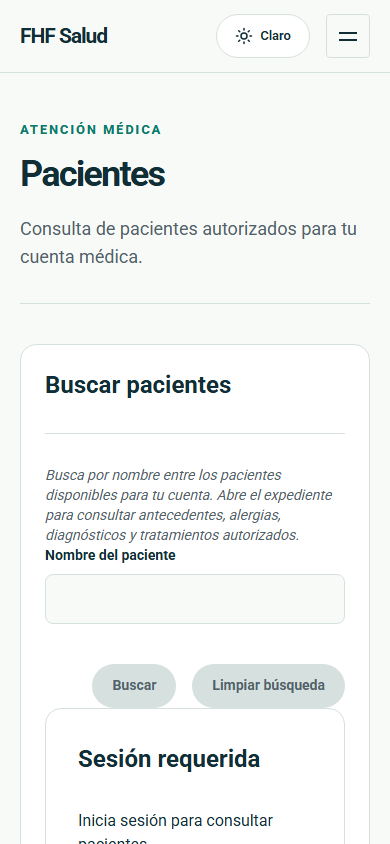 FHF Salud
Claro
ATENCIÓN MÉDICA
Pacientes
Consulta de pacientes autorizados para tu
cuenta médica.
Buscar pacientes
Busca por nombre entre los pacientes
disponibles para tu cuenta. Abre el expediente
para consultar antecedentes, alergias,
diagnósticos y tratamientos autorizados.
Nombre del paciente
Buscar
Limpiar búsqueda
Sesión requerida
Inicia sesión para consultar
pacientes.